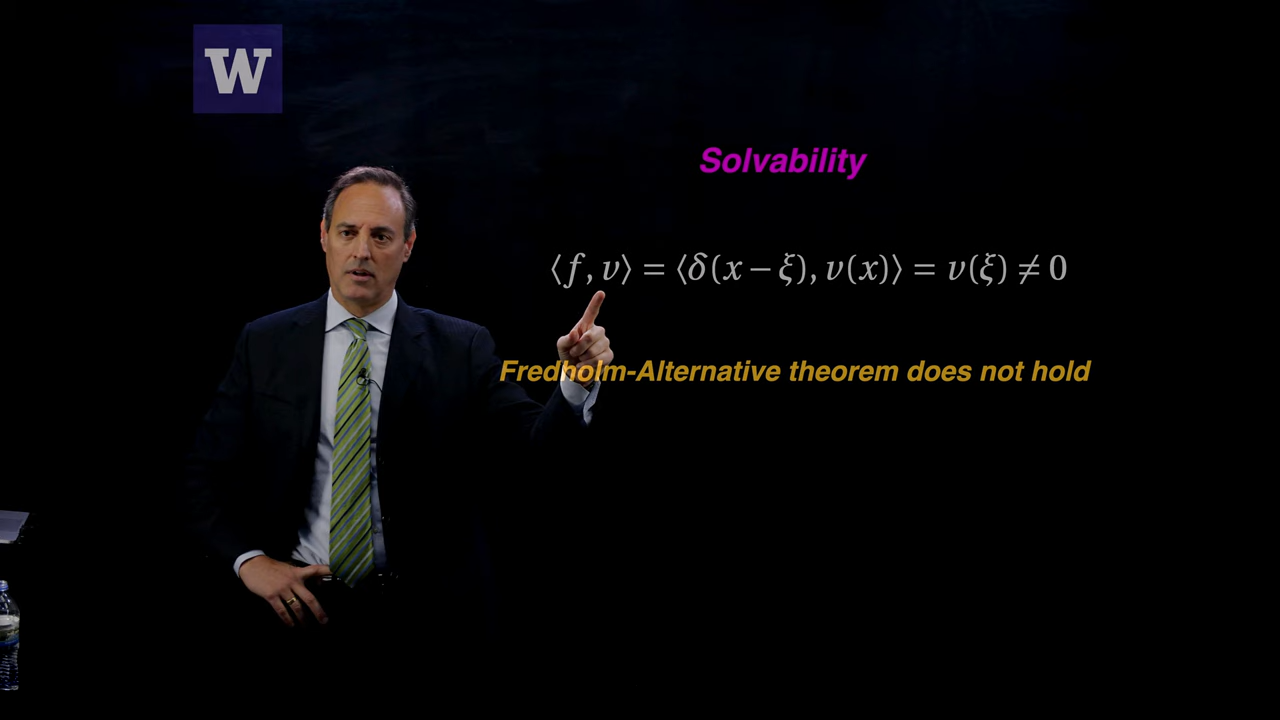 W
Solvability
⟨f, v⟩ = ⟨δ(x − ξ), v(x)⟩ = v(ξ) ≠ 0
Fredholm-Alternative theorem does not hold